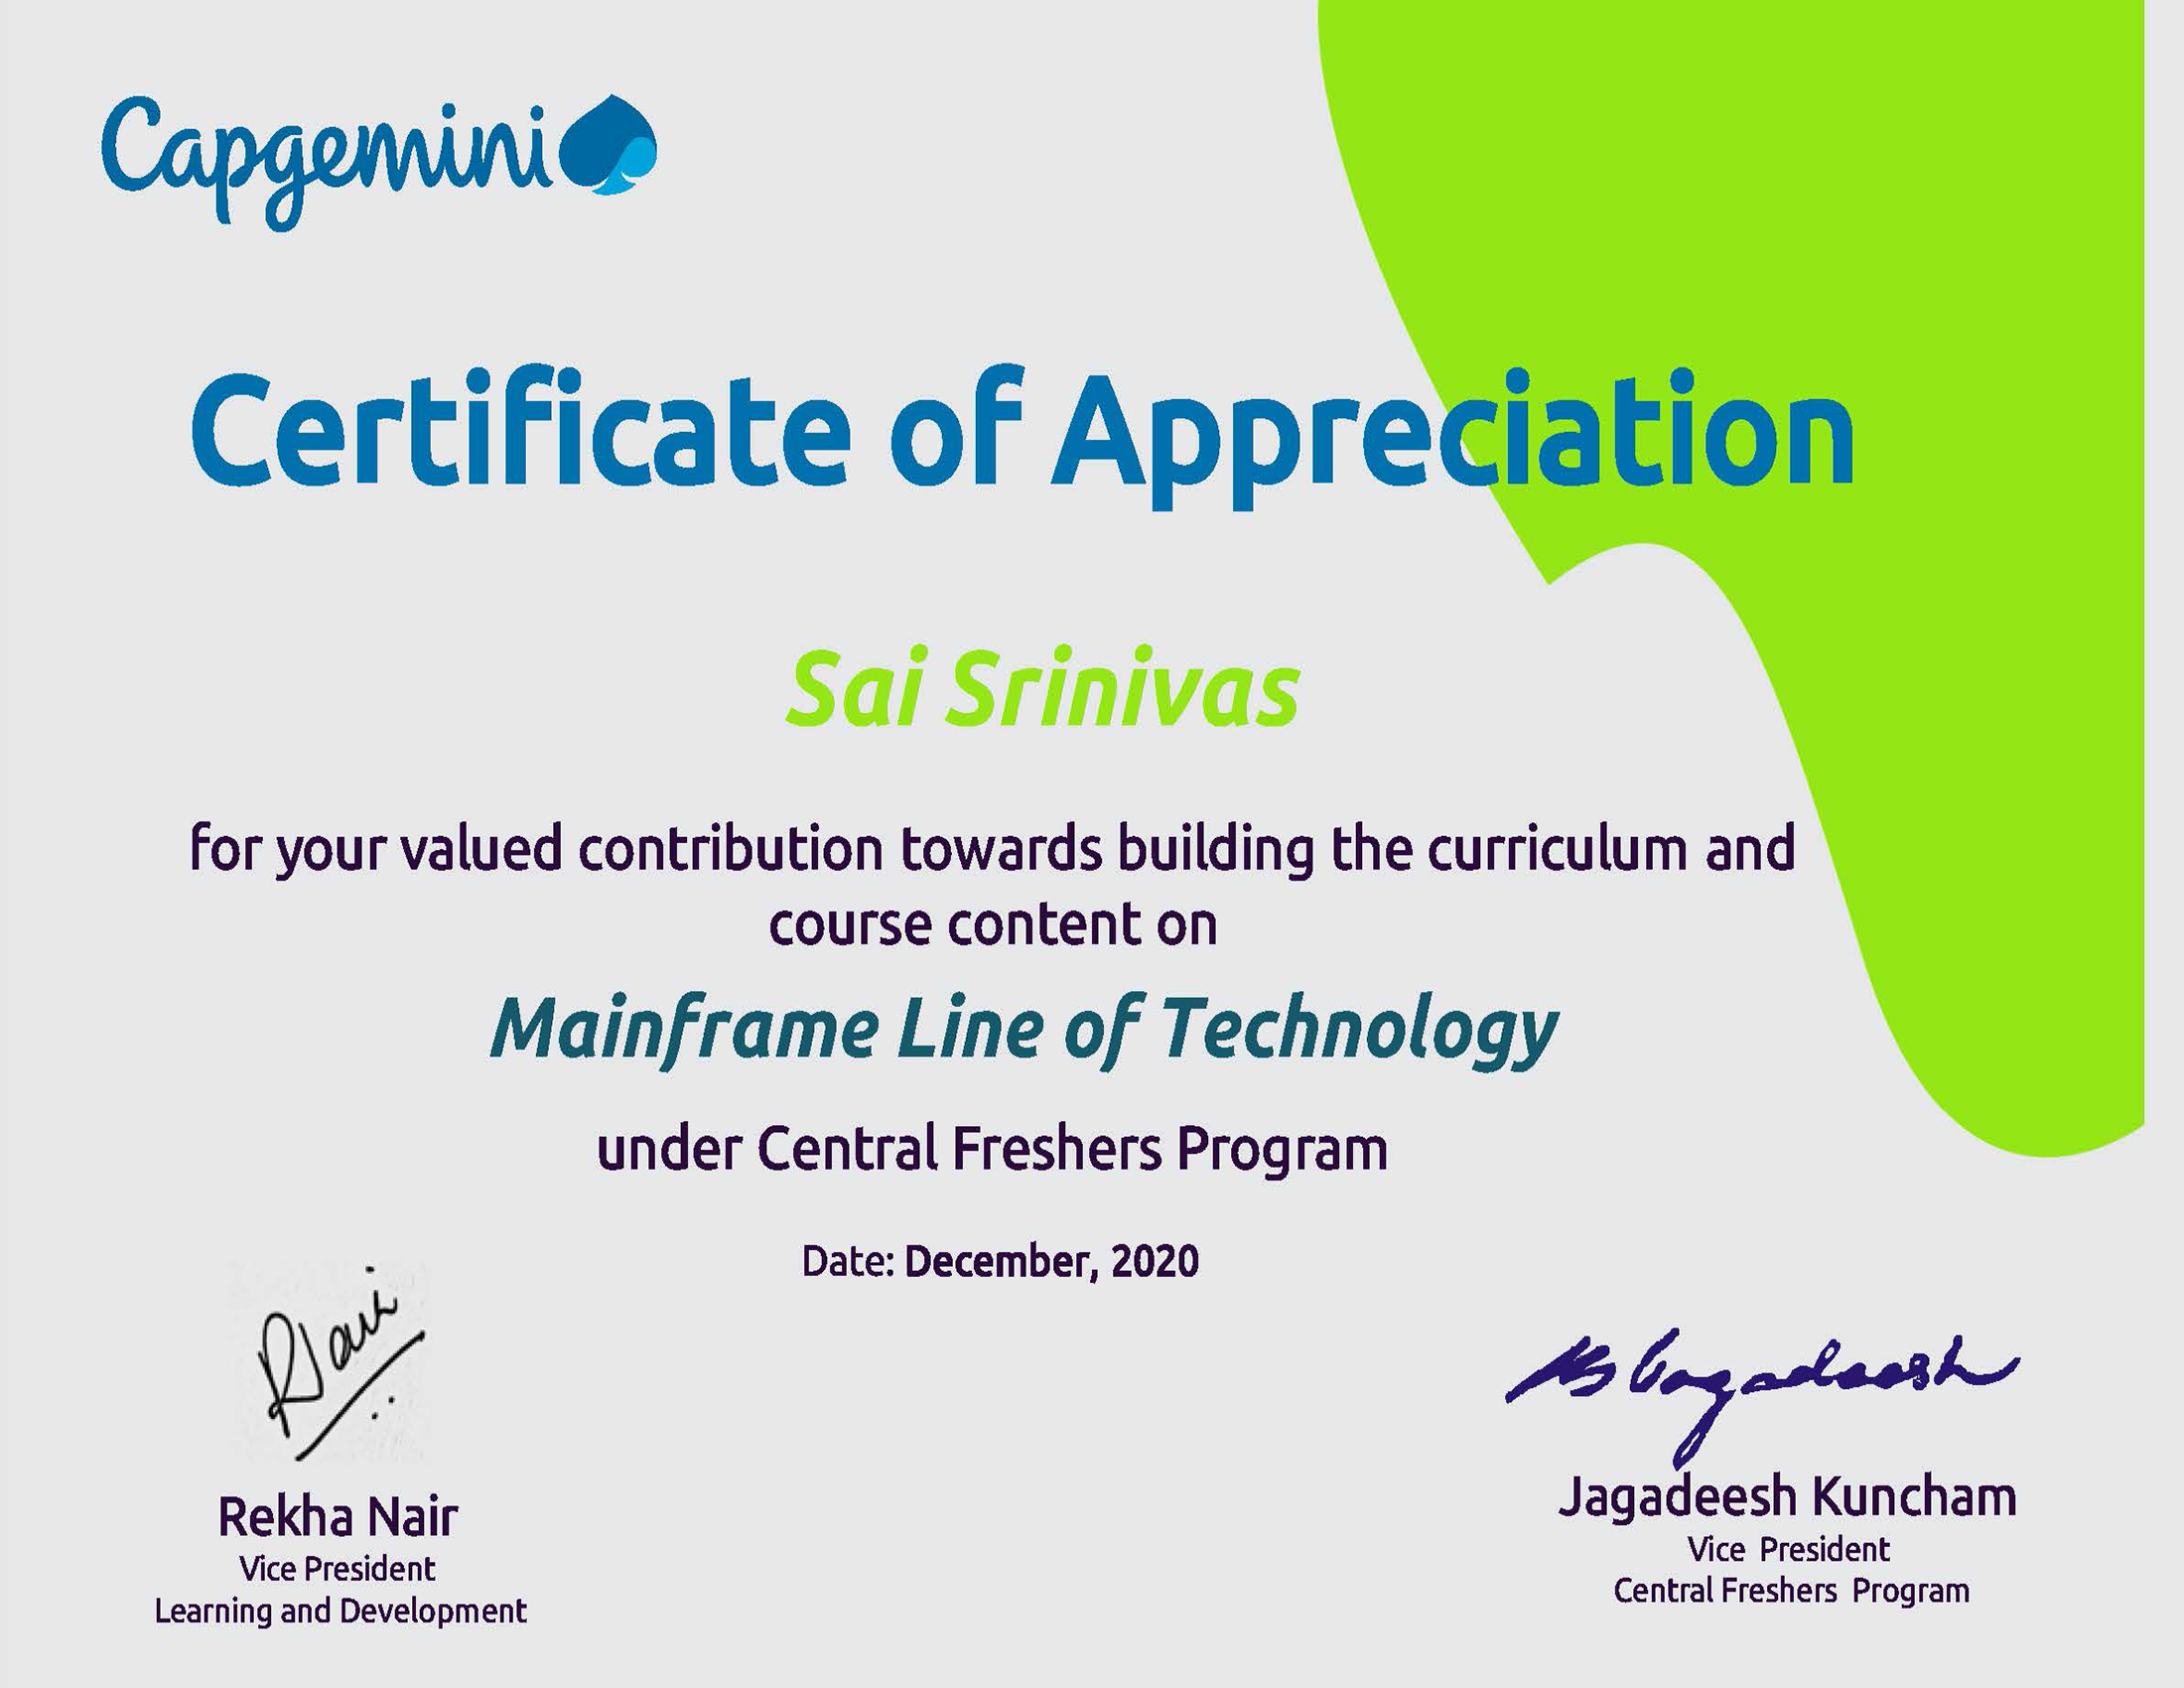 Capgemini
Certificate of Appreciation
Sai Srinivas
for your valued contribution towards building the curriculum and
course content on
Mainframe Line of Technology
under Central Freshers Program
Date: December, 2020
RNair
Jagadeesh
Rekha Nair
Vice President
Learning and Development
Jagadeesh Kuncham
Vice President
Central Freshers Program